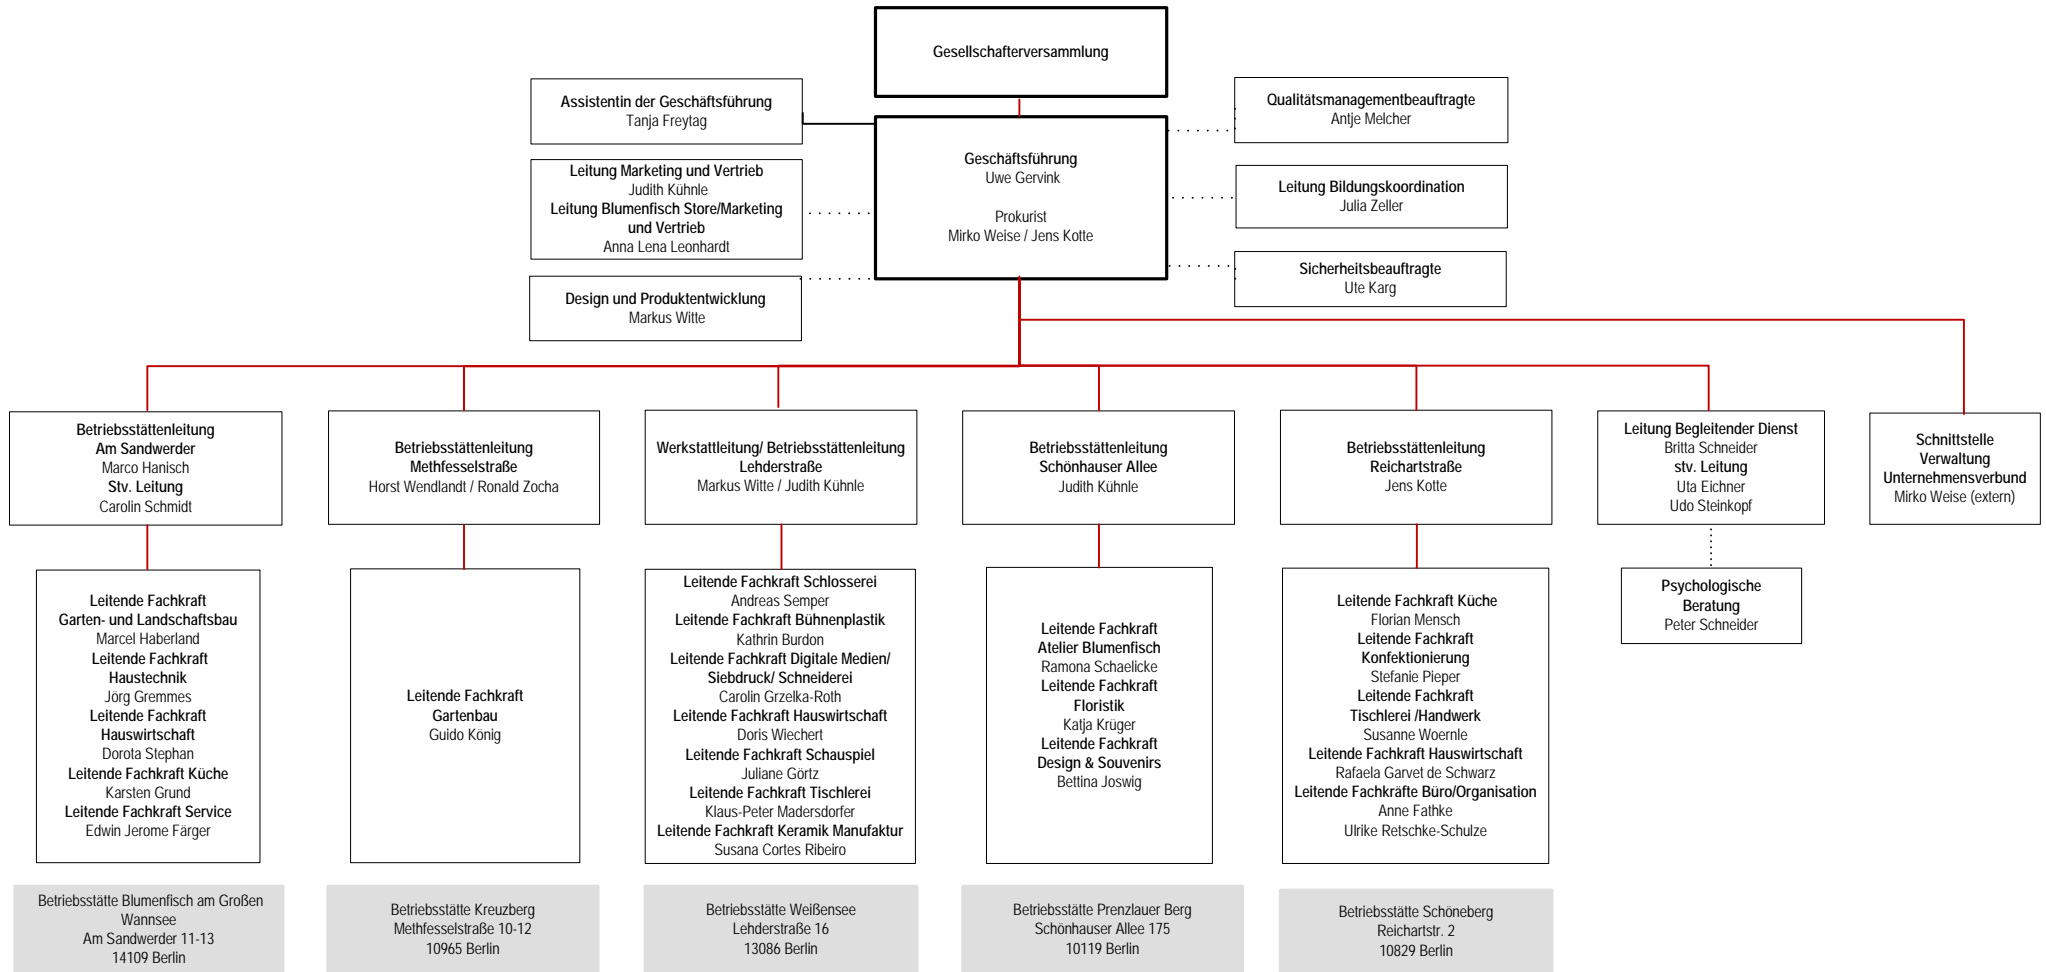 Gesellschafterversammlung
Assistentin der Geschäftsführung
Tanja Freytag
Qualitätsmanagementbeauftragte
Antje Melcher
Geschäftsführung
Uwe Gervink
Prokurist
Mirko Weise / Jens Kotte
Leitung Marketing und Vertrieb
Judith Kühnle
Leitung Blumenfisch Store/Marketing
und Vertrieb
Anna Lena Leonhardt
Leitung Bildungskoordination
Julia Zeller
Design und Produktentwicklung
Markus Witte
Sicherheitsbeauftragte
Ute Karg
Betriebsstättenleitung
Am Sandwerder
Marco Hanisch
Stv. Leitung
Carolin Schmidt
Betriebsstättenleitung
Methfesselstraße
Horst Wendlandt / Ronald Zocha
Werkstattleitung/ Betriebsstättenleitung
Lehderstraße
Markus Witte / Judith Kühnle
Betriebsstättenleitung
Schönhauser Allee
Judith Kühnle
Betriebsstättenleitung
Reichartstraße
Jens Kotte
Leitung Begleitender Dienst
Britta Schneider
stv. Leitung
Uta Eichner
Udo Steinkopf
Schnittstelle
Verwaltung
Unternehmensverbund
Mirko Weise (extern)
Leitende Fachkraft
Garten- und Landschaftsbau
Marcel Haberland
Leitende Fachkraft
Haustechnik
Jörg Gremmes
Leitende Fachkraft
Hauswirtschaft
Dorota Stephan
Leitende Fachkraft Küche
Karsten Grund
Leitende Fachkraft Service
Edwin Jerome Färger
Leitende Fachkraft
Gartenbau
Guido König
Leitende Fachkraft Schlosserei
Andreas Semper
Leitende Fachkraft Bühnenplastik
Kathrin Burdon
Leitende Fachkraft Digitale Medien/
Siebdruck/ Schneiderei
Carolin Grzelka-Roth
Leitende Fachkraft Hauswirtschaft
Doris Wiechert
Leitende Fachkraft Schauspiel
Juliane Görtz
Leitende Fachkraft Tischlerei
Klaus-Peter Madersdorfer
Leitende Fachkraft Keramik Manufaktur
Susana Cortes Ribeiro
Leitende Fachkraft
Atelier Blumenfisch
Ramona Schaelicke
Leitende Fachkraft
Floristik
Katja Krüger
Leitende Fachkraft
Design & Souvenirs
Bettina Joswig
Leitende Fachkraft Küche
Florian Mensch
Leitende Fachkraft
Konfektionierung
Stefanie Pieper
Leitende Fachkraft
Tischlerei /Handwerk
Susanne Woernle
Leitende Fachkraft Hauswirtschaft
Rafaela Garvet de Schwarz
Leitende Fachkräfte Büro/Organisation
Anne Fathke
Ulrike Retschke-Schulze
Psychologische
Beratung
Peter Schneider
Betriebsstätte Blumenfisch am Großen
Wannsee
Am Sandwerder 11-13
14109 Berlin
Betriebsstätte Kreuzberg
Methfesselstraße 10-12
10965 Berlin
Betriebsstätte Weißensee
Lehderstraße 16
13086 Berlin
Betriebsstätte Prenzlauer Berg
Schönhauser Allee 175
10119 Berlin
Betriebsstätte Schöneberg
Reichartstr. 2
10829 Berlin